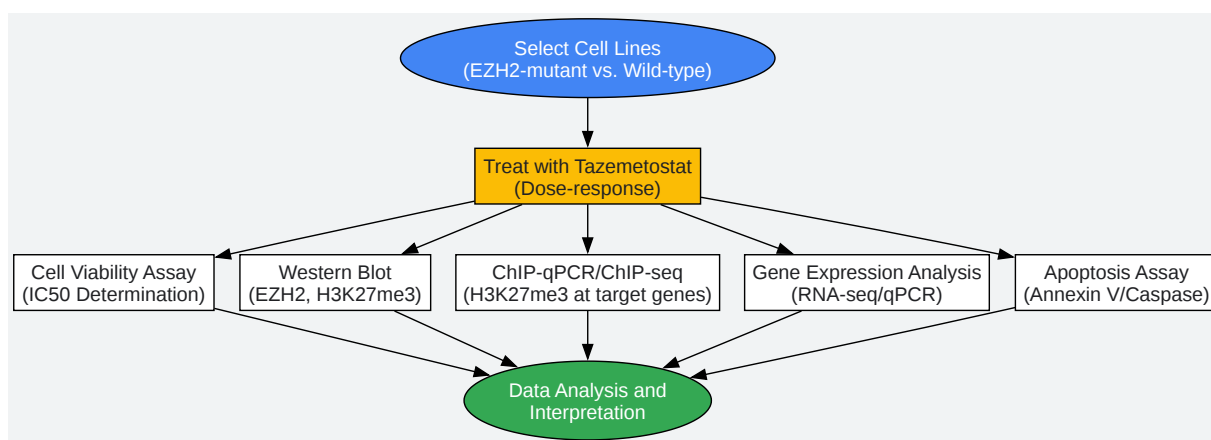 Select Cell Lines
(EZH2-mutant vs. Wild-type)
Treat with Tazemetostat
(Dose-response)
Cell Viability Assay
(IC50 Determination)
Western Blot
(EZH2, H3K27me3)
ChIP-qPCR/ChIP-seq
(H3K27me3 at target genes)
Gene Expression Analysis
(RNA-seq/qPCR)
Apoptosis Assay
(Annexin V/Caspase)
Data Analysis and
Interpretation